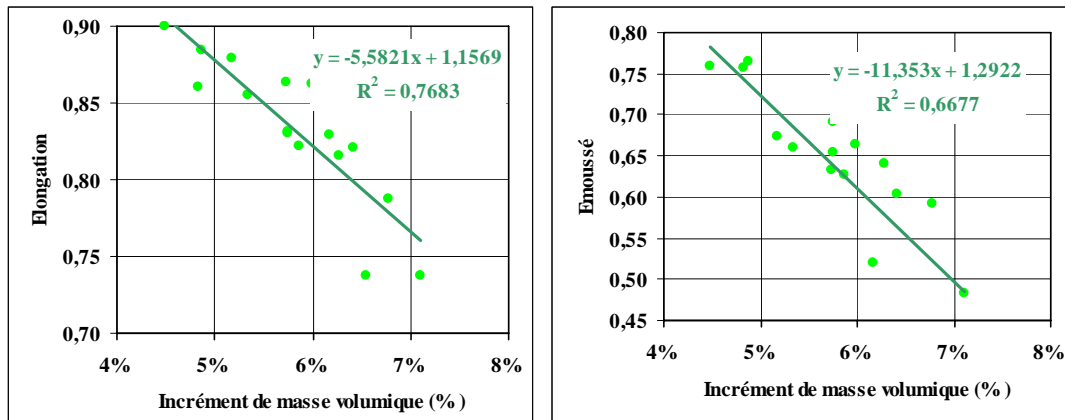 0,90
0,85
0,80
0,75
0,70
Elongation
y = -5,5821x + 1,1569
R² = 0,7683
4% 5% 6% 7% 8%
Incrément de masse volumique (%)
0,80
0,75
0,70
0,65
0,60
0,55
0,50
0,45
Emoussé
y = -11,353x + 1,2922
R² = 0,6677
4% 5% 6% 7% 8%
Incrément de masse volumique (%)